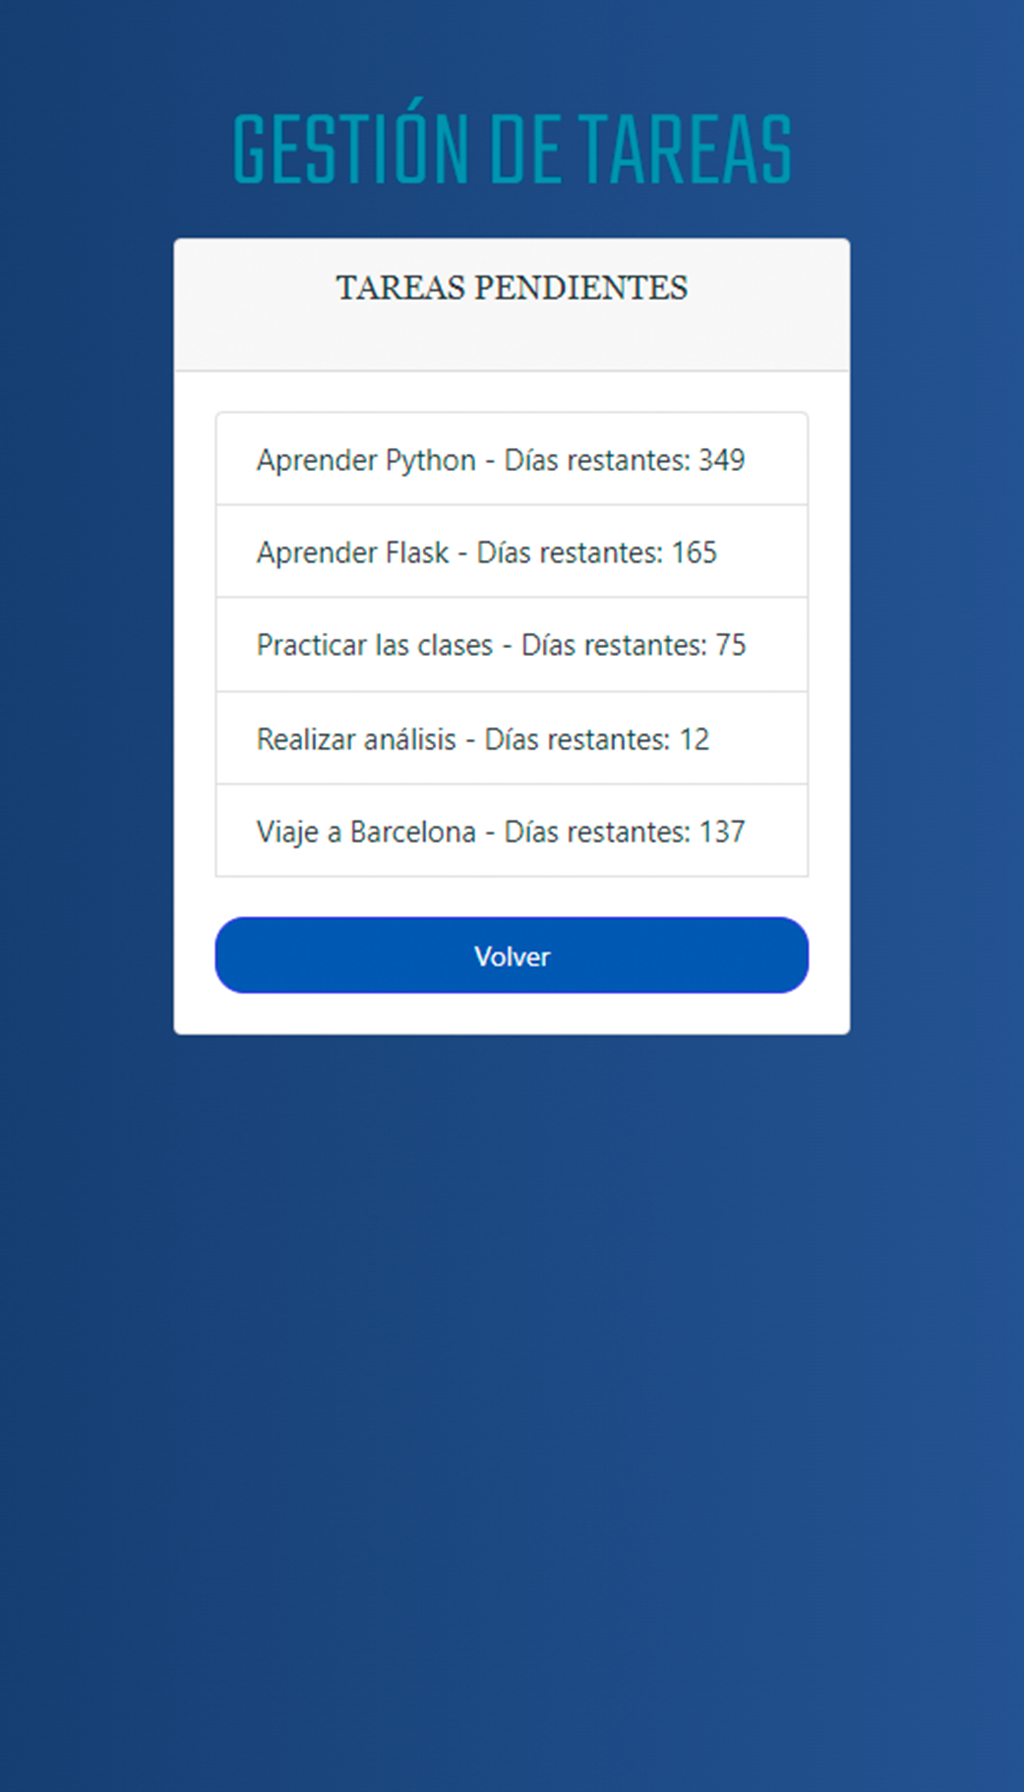 GESTIÓN DE TAREAS
TAREAS PENDIENTES
Aprender Python - Días restantes: 349
Aprender Flask - Días restantes: 165
Practicar las clases - Días restantes: 75
Realizar análisis - Días restantes: 12
Viaje a Barcelona - Días restantes: 137
Volver